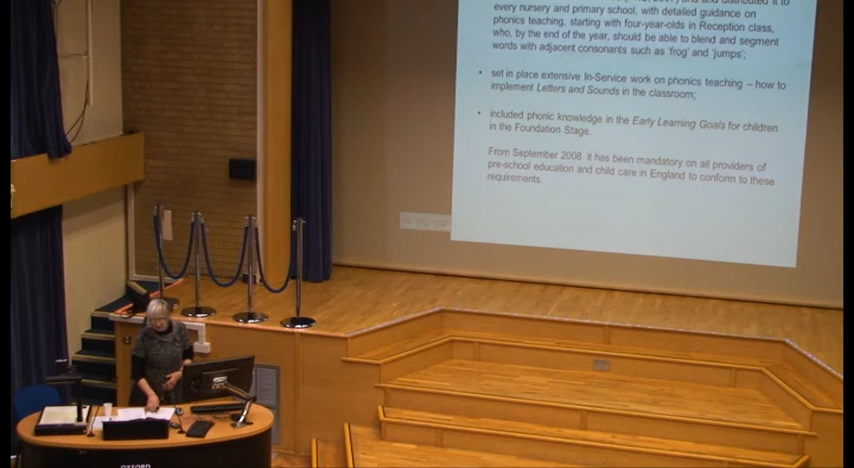 and distributed it to
every nursery and primary school, with detailed guidance on
phonics teaching, starting with four-year-olds in Reception class,
who, by the end of the year, should be able to blend and segment
words with adjacent consonants such as 'frog' and 'jumps';
• set in place extensive In-Service work on phonics teaching – how to
implement Letters and Sounds in the classroom;
• included phonic knowledge in the Early Learning Goals for children
in the Foundation Stage.
From September 2008 it has been mandatory on all providers of
pre-school education and child care in England to conform to these
requirements.
OXFORD